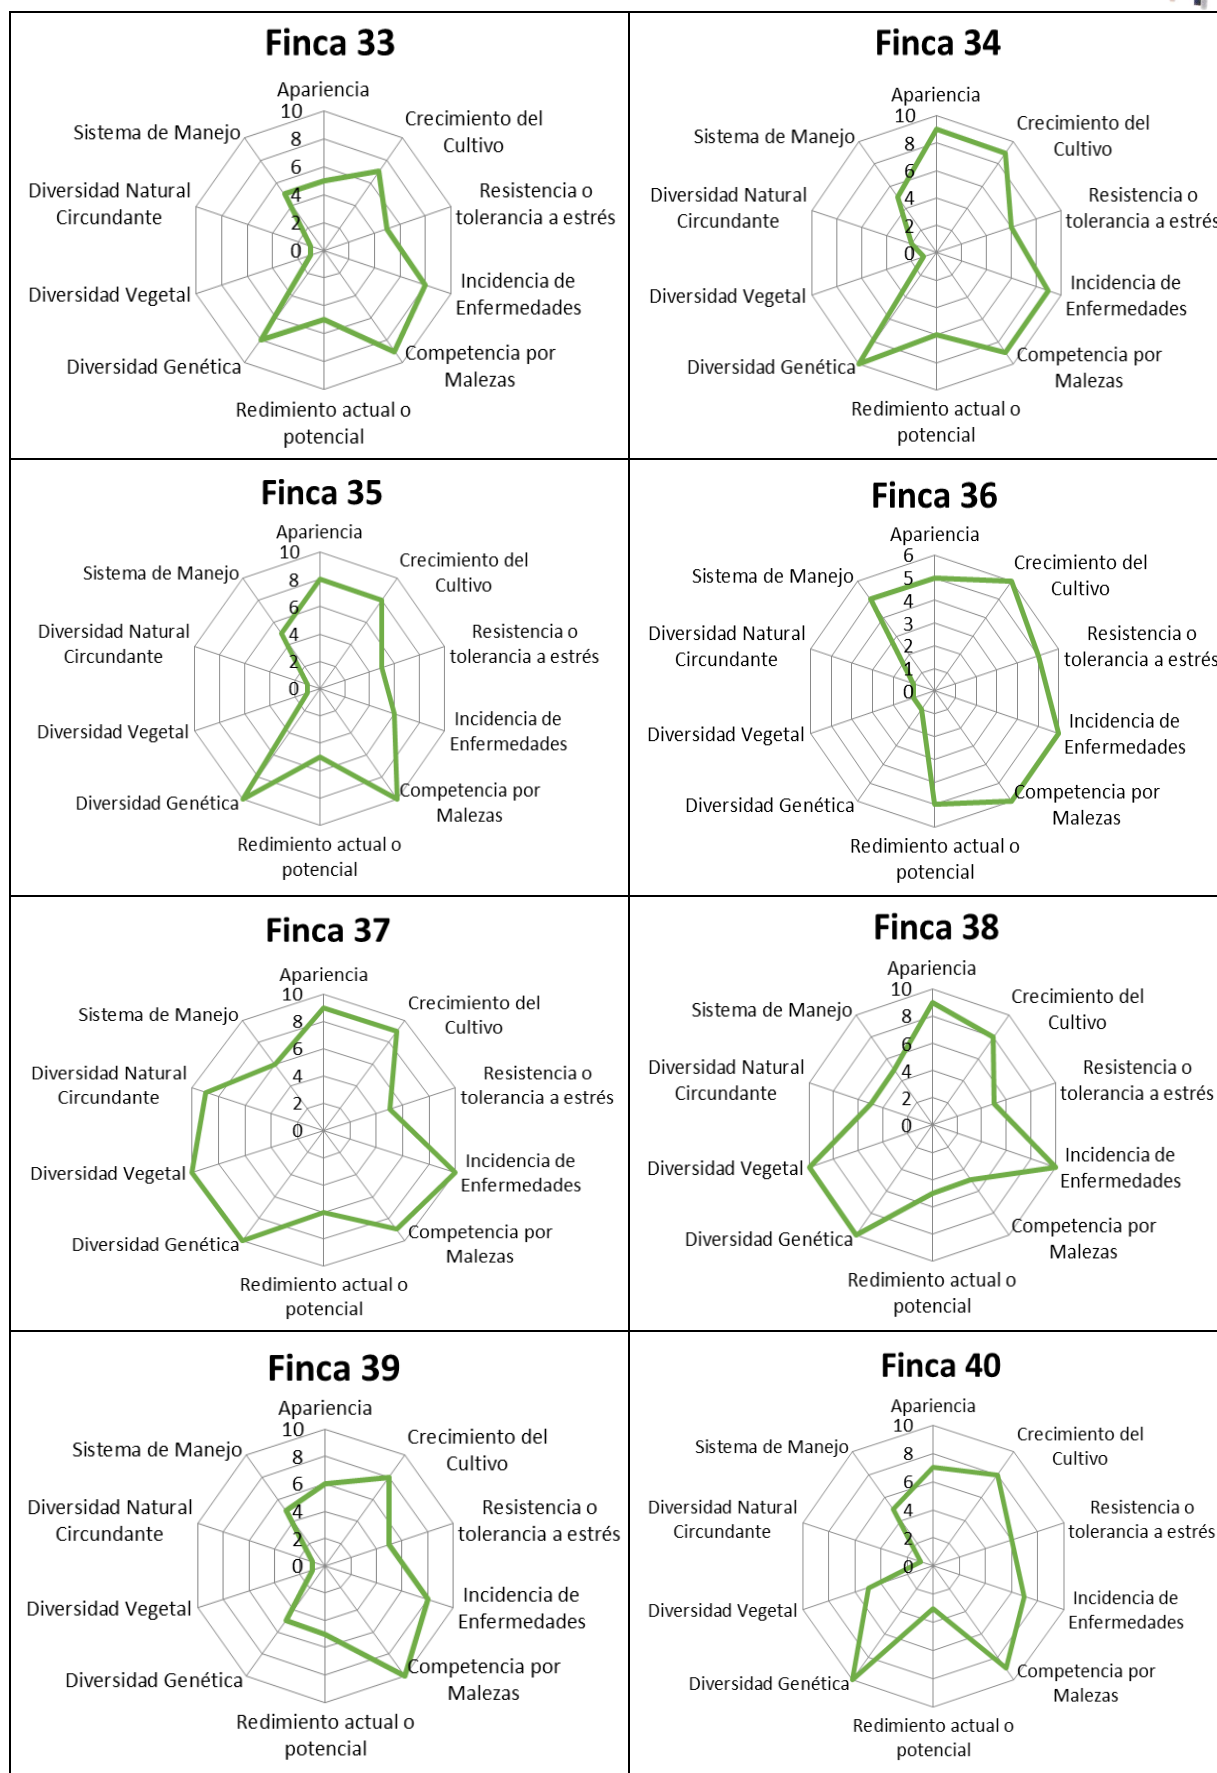 Finca 33
Apariencia
Crecimiento del
Cultivo
Resistencia o
tolerancia a estrés
Incidencia de
Enfermedades
Competencia por
Malezas
Redimiento actual o
potencial
Diversidad Genética
Diversidad Vegetal
Diversidad Natural
Circundante
Sistema de Manejo
10
8
6
4
2
0
Finca 34
Apariencia
Crecimiento del
Cultivo
Resistencia o
tolerancia a estrés
Incidencia de
Enfermedades
Competencia por
Malezas
Redimiento actual o
potencial
Diversidad Genética
Diversidad Vegetal
Diversidad Natural
Circundante
Sistema de Manejo
10
8
6
4
2
0
Finca 35
Apariencia
Crecimiento del
Cultivo
Resistencia o
tolerancia a estrés
Incidencia de
Enfermedades
Competencia por
Malezas
Redimiento actual o
potencial
Diversidad Genética
Diversidad Vegetal
Diversidad Natural
Circundante
Sistema de Manejo
10
8
6
4
2
0
Finca 36
Apariencia
Crecimiento del
Cultivo
Resistencia o
tolerancia a estrés
Incidencia de
Enfermedades
Competencia por
Malezas
Redimiento actual o
potencial
Diversidad Genética
Diversidad Vegetal
Diversidad Natural
Circundante
Sistema de Manejo
6
5
4
3
2
1
0
Finca 37
Apariencia
Crecimiento del
Cultivo
Resistencia o
tolerancia a estrés
Incidencia de
Enfermedades
Competencia por
Malezas
Redimiento actual o
potencial
Diversidad Genética
Diversidad Vegetal
Diversidad Natural
Circundante
Sistema de Manejo
10
8
6
4
2
0
Finca 38
Apariencia
Crecimiento del
Cultivo
Resistencia o
tolerancia a estrés
Incidencia de
Enfermedades
Competencia por
Malezas
Redimiento actual o
potencial
Diversidad Genética
Diversidad Vegetal
Diversidad Natural
Circundante
Sistema de Manejo
10
8
6
4
2
0
Finca 39
Apariencia
Crecimiento del
Cultivo
Resistencia o
tolerancia a estrés
Incidencia de
Enfermedades
Competencia por
Malezas
Redimiento actual o
potencial
Diversidad Genética
Diversidad Vegetal
Diversidad Natural
Circundante
Sistema de Manejo
10
8
6
4
2
0
Finca 40
Apariencia
Crecimiento del
Cultivo
Resistencia o
tolerancia a estrés
Incidencia de
Enfermedades
Competencia por
Malezas
Redimiento actual o
potencial
Diversidad Genética
Diversidad Vegetal
Diversidad Natural
Circundante
Sistema de Manejo
10
8
6
4
2
0